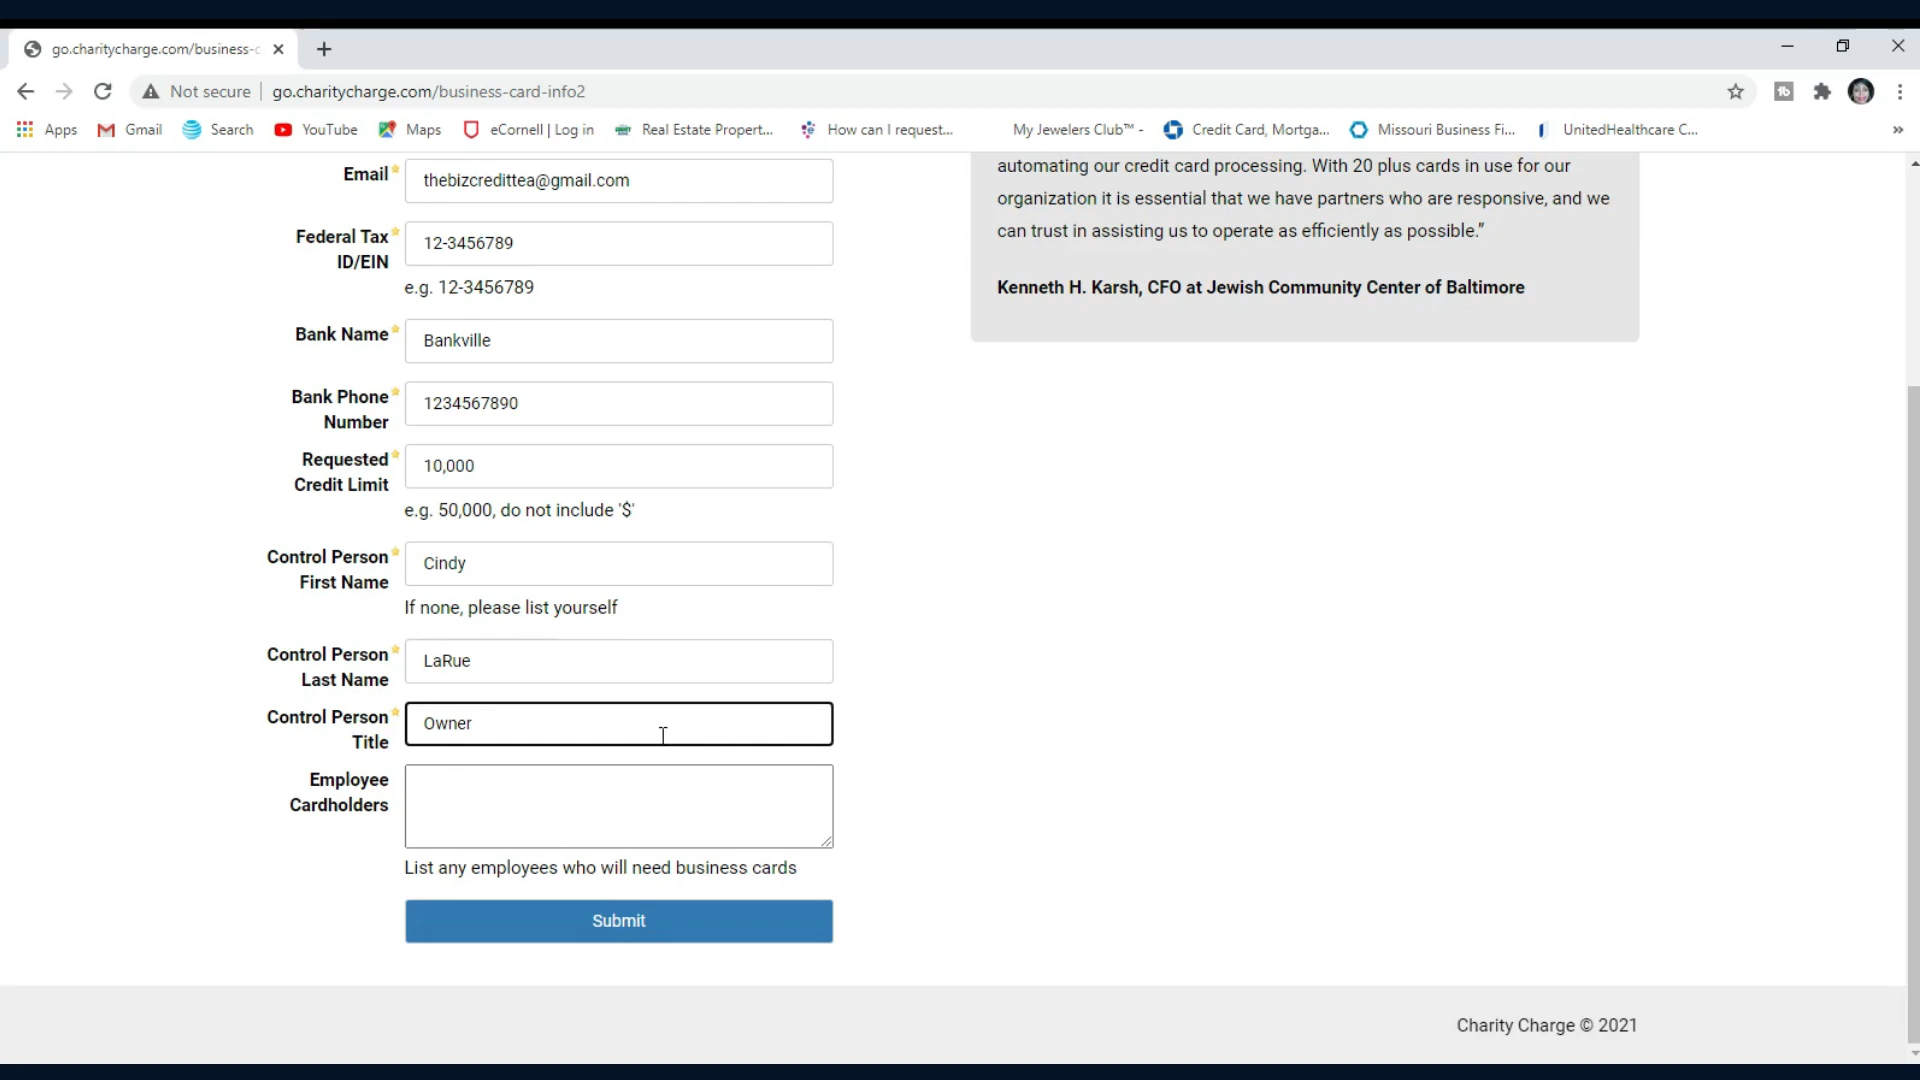 go.charitycharge.com/business-c
Not secure
go.charitycharge.com/business-card-info2
Apps
Gmail
Search
YouTube
Maps
eCornell | Log in
Real Estate Propert...
How can I request...
My Jewelers Club™ -
Credit Card, Mortga...
Missouri Business Fi...
UnitedHealthcare C...
»
Email
thebizcredittea@gmail.com
Federal Tax
ID/EIN
12-3456789
e.g. 12-3456789
Bank Name
Bankville
Bank Phone
Number
1234567890
Requested
Credit Limit
10,000
e.g. 50,000, do not include '$'
Control Person
First Name
Cindy
If none, please list yourself
Control Person
Last Name
LaRue
Control Person
Title
Owner
Employee
Cardholders
List any employees who will need business cards
Submit
automating our credit card processing. With 20 plus cards in use for our
organization it is essential that we have partners who are responsive, and we
can trust in assisting us to operate as efficiently as possible.”
Kenneth H. Karsh, CFO at Jewish Community Center of Baltimore
Charity Charge © 2021